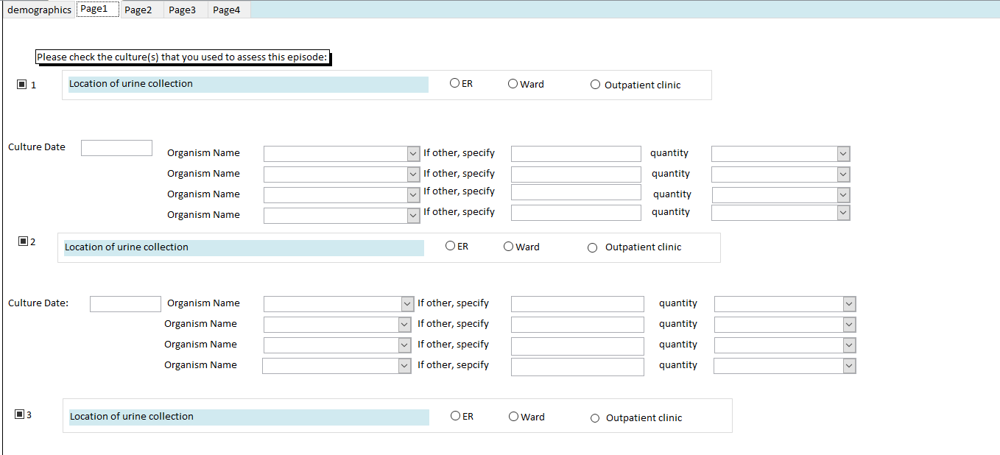 demographics Page1 Page2 Page3 Page4
Please check the culture(s) that you used to assess this episode:
1 Location of urine collection ER Ward Outpatient clinic
Culture Date Organism Name If other, specify quantity
Organism Name If other, specify quantity
Organism Name If other, specify quantity
Organism Name If other, specify quantity
2 Location of urine collection ER Ward Outpatient clinic
Culture Date: Organism Name If other, specify quantity
Organism Name If other, specify quantity
Organism Name If other, specify quantity
Organism Name If other, sepcify quantity
3 Location of urine collection ER Ward Outpatient clinic